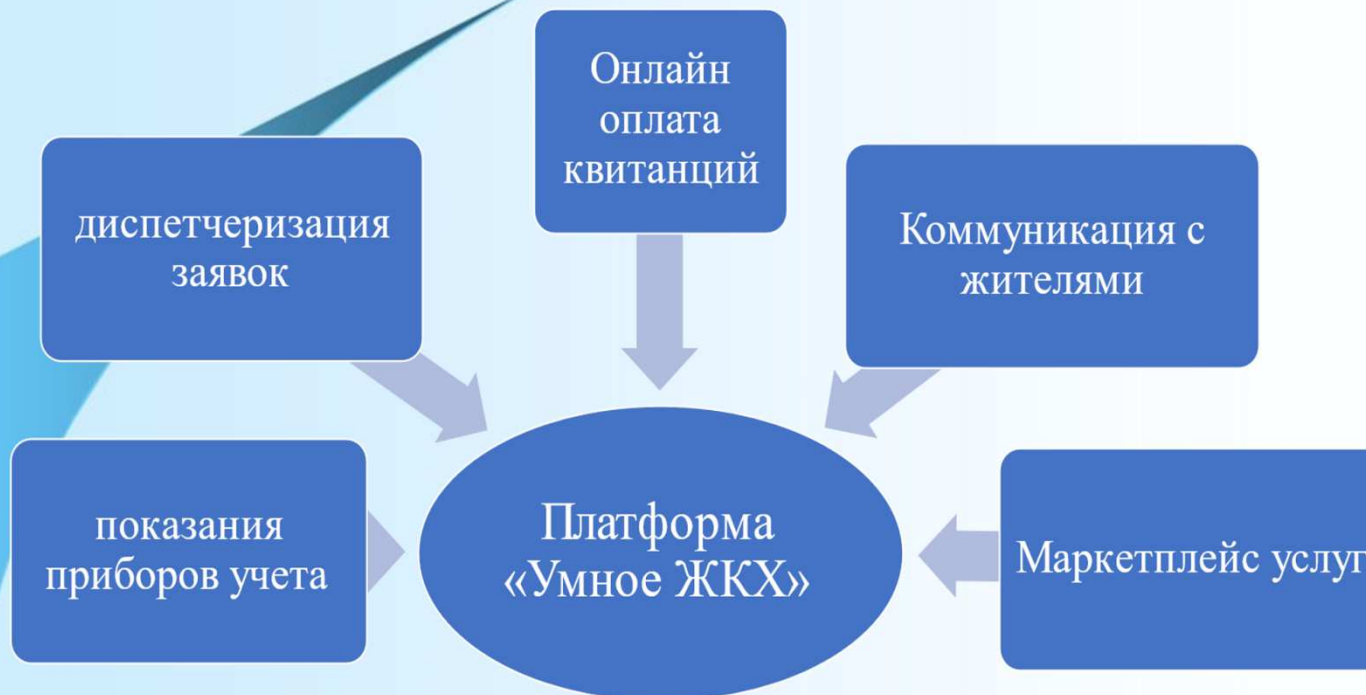 Онлайн
оплата
квитанций
диспетчеризация
заявок
Коммуникация с
жителями
показания
приборов учета
Платформа
«Умное ЖКХ»
Маркетплейс услуг